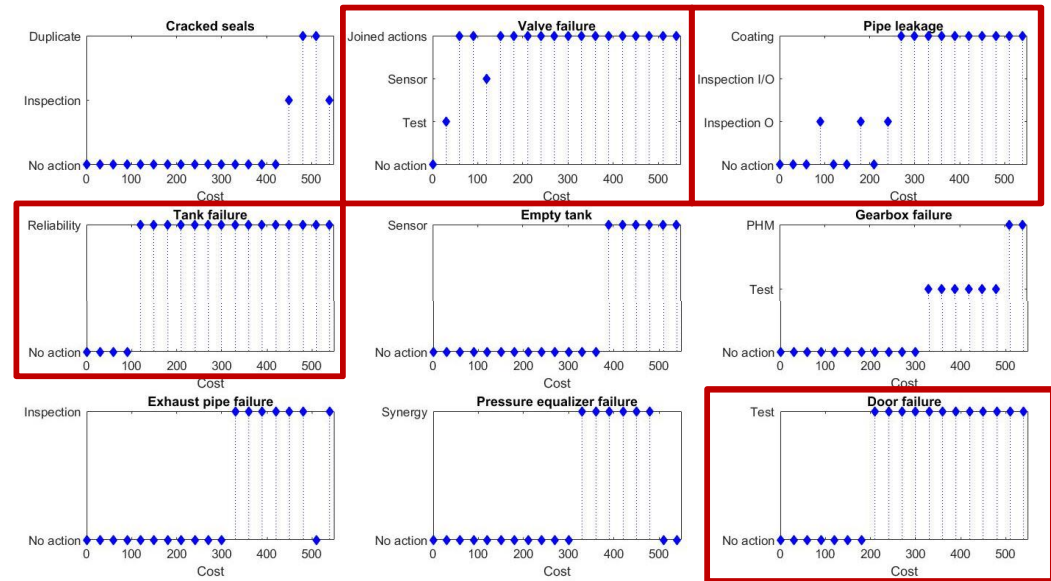 Cracked seals
Duplicate
Inspection
No action
0 100 200 300 400 500
Cost
Valve failure
Joined actions
Sensor
Test
No action
0 100 200 300 400 500
Cost
Pipe leakage
Coating
Inspection I/O
Inspection O
No action
0 100 200 300 400 500
Cost
Tank failure
Reliability
No action
0 100 200 300 400 500
Cost
Empty tank
Sensor
No action
0 100 200 300 400 500
Cost
Gearbox failure
PHM
Test
No action
0 100 200 300 400 500
Cost
Exhaust pipe failure
Inspection
No action
0 100 200 300 400 500
Cost
Pressure equalizer failure
Synergy
No action
0 100 200 300 400 500
Cost
Door failure
Test
No action
0 100 200 300 400 500
Cost